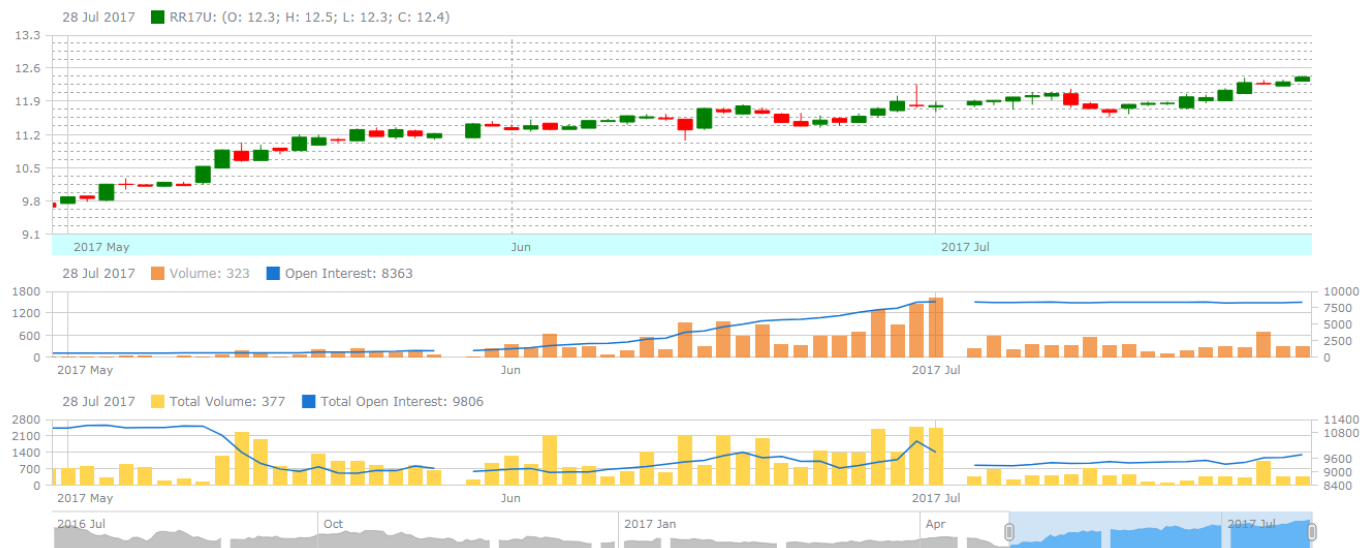 28 Jul 2017 RR17U: (O: 12.3; H: 12.5; L: 12.3; C: 12.4)
13.3
12.6
11.9
11.2
10.5
9.8
9.1
2017 May Jun 2017 Jul
28 Jul 2017 Volume: 323 Open Interest: 8363
1800 10000
1200 7500
5000
600 2500
0 0
2017 May Jun 2017 Jul
28 Jul 2017 Total Volume: 377 Total Open Interest: 9806
2800 11400
2100 10800
1400 9600
700 9000
0 8400
2017 May Jun 2017 Jul
2016 Jul Oct 2017 Jan Apr 2017 Jul